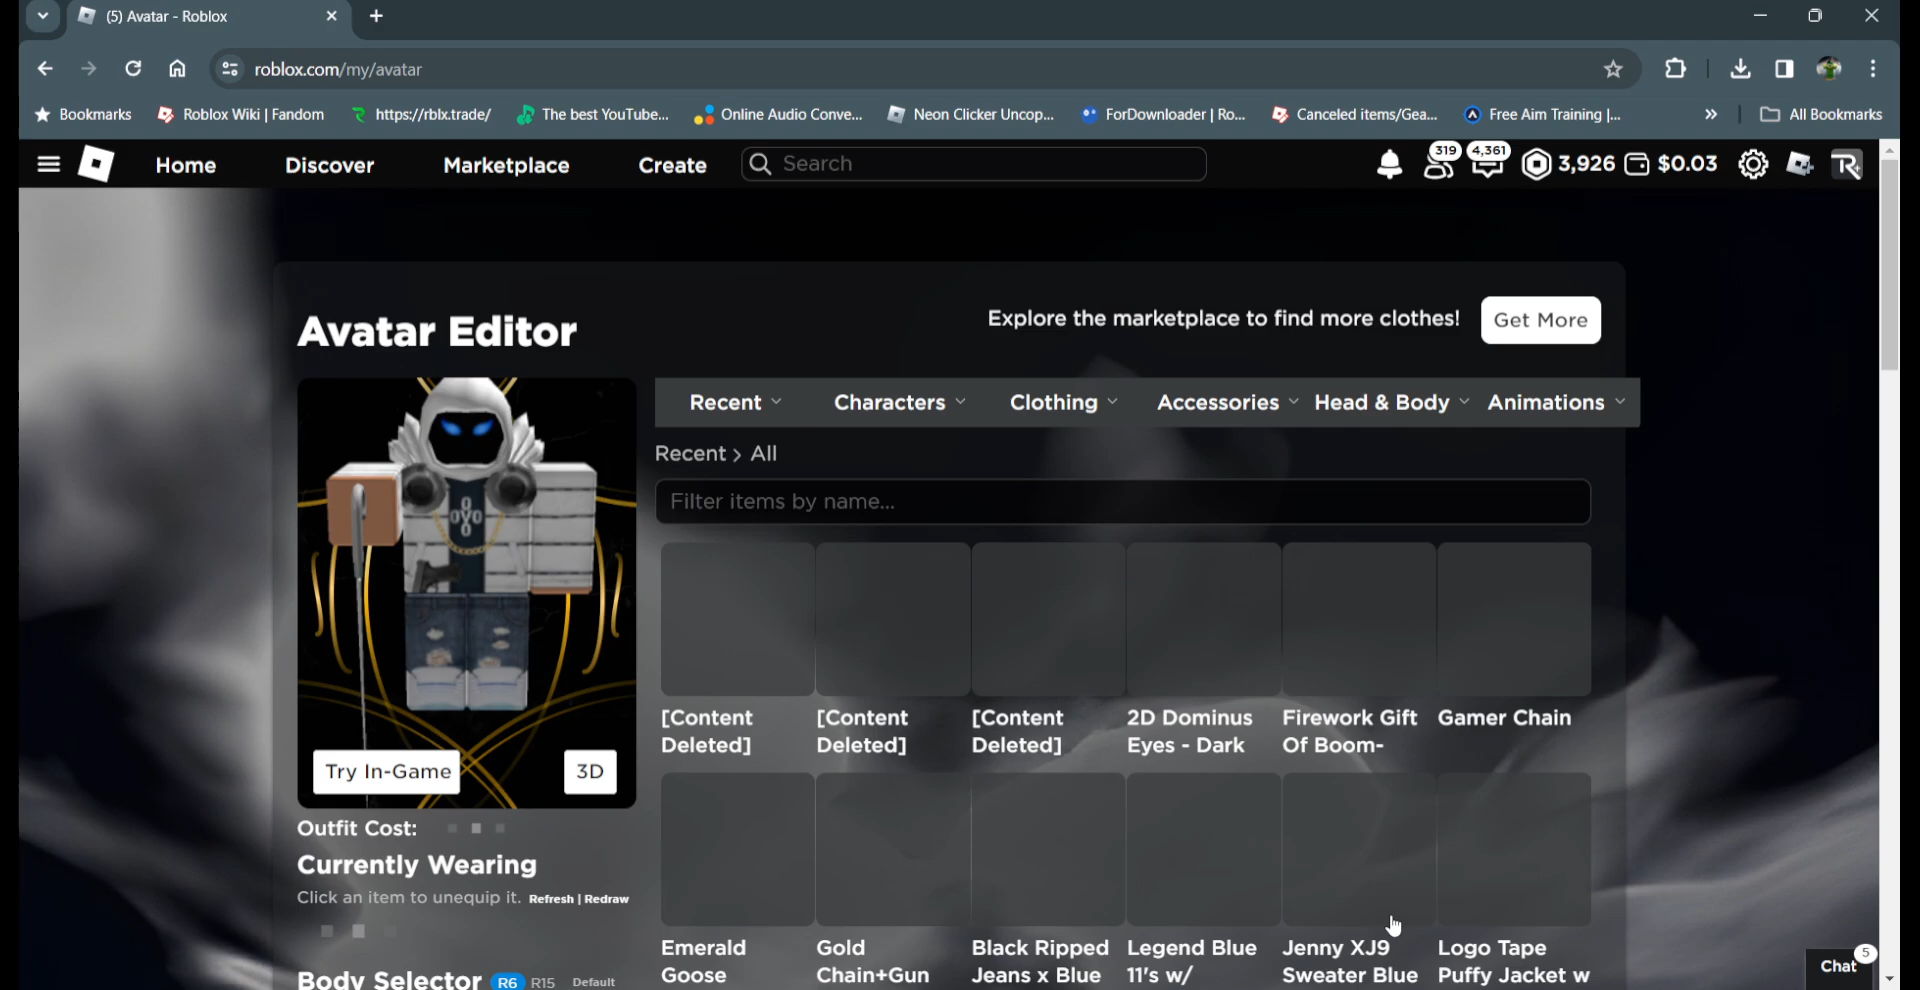 (5) Avatar - Roblox
roblox.com/my/avatar
Bookmarks Roblox Wiki | Fandom https://rblx.trade/ The best YouTube... Online Audio Conve... Neon Clicker Uncop... ForDownloader | Ro... Canceled items/Gea... Free Aim Training |... » All Bookmarks
Home Discover Marketplace Create Search 319 4,361 3,926 $0.03
Avatar Editor
Explore the marketplace to find more clothes! Get More
Recent Characters Clothing Accessories Head & Body Animations
Recent > All
Filter items by name...
OVO
[Content Deleted]
[Content Deleted]
[Content Deleted]
2D Dominus Eyes - Dark
Firework Gift Of Boom-
Gamer Chain
Try In-Game 3D
Outfit Cost:
Currently Wearing
Click an item to unequip it. Refresh | Redraw
Body Selector R6 R15 Default
Emerald Goose
Gold Chain+Gun
Black Ripped Jeans x Blue
Legend Blue 11's w/
Jenny XJ9 Sweater Blue
Logo Tape Puffy Jacket w
Chat 5